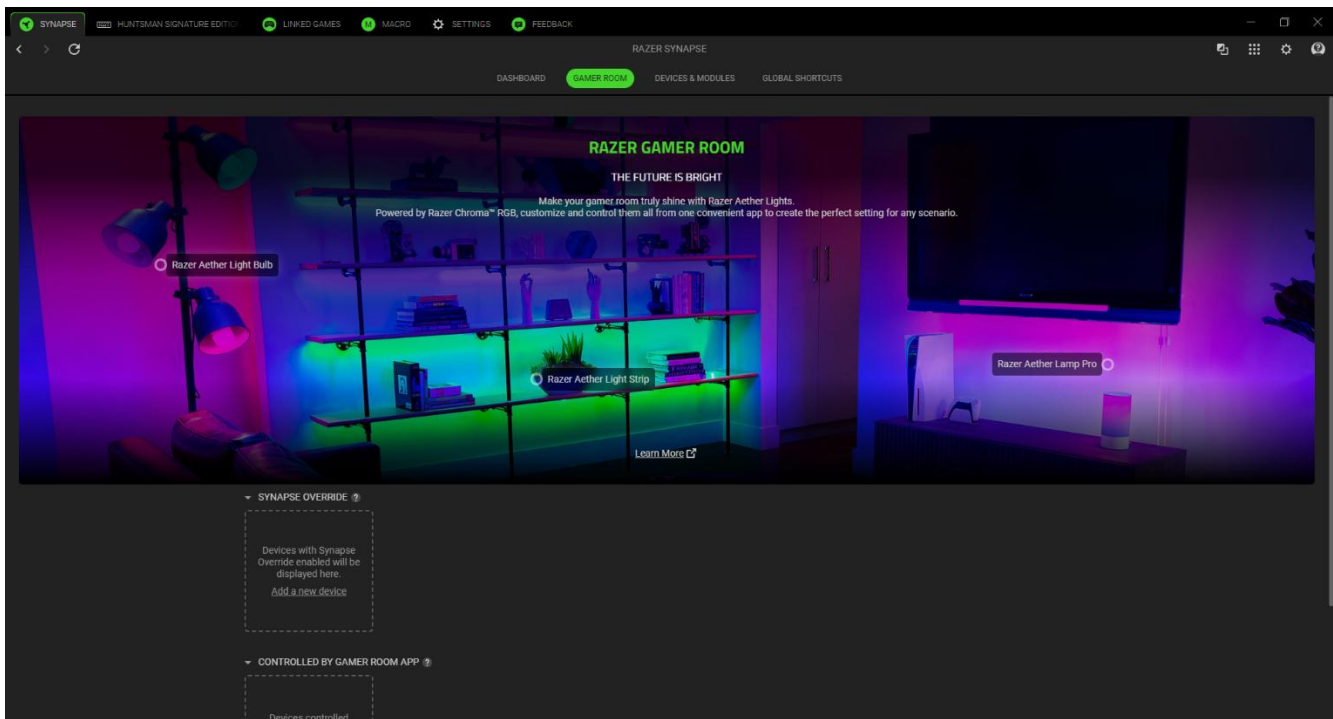 SYNAPSE
HUNTSMAN SIGNATURE EDITIO
LINKED GAMES
M MACRO
SETTINGS
FEEDBACK
RAZER SYNAPSE
DASHBOARD
GAMER ROOM
DEVICES & MODULES
GLOBAL SHORTCUTS
RAZER GAMER ROOM
THE FUTURE IS BRIGHT
Make your gamer room truly shine with Razer Aether Lights.
Powered by Razer Chroma™ RGB, customize and control them all from one convenient app to create the perfect setting for any scenario.
Razer Aether Light Bulb
Razer Aether Lamp Pro
Razer Aether Light Strip
Learn More
SYNAPSE OVERRIDE ?
Devices with Synapse
Override enabled will be
displayed here.
Add a new device
CONTROLLED BY GAMER ROOM APP ?
Devices controlled